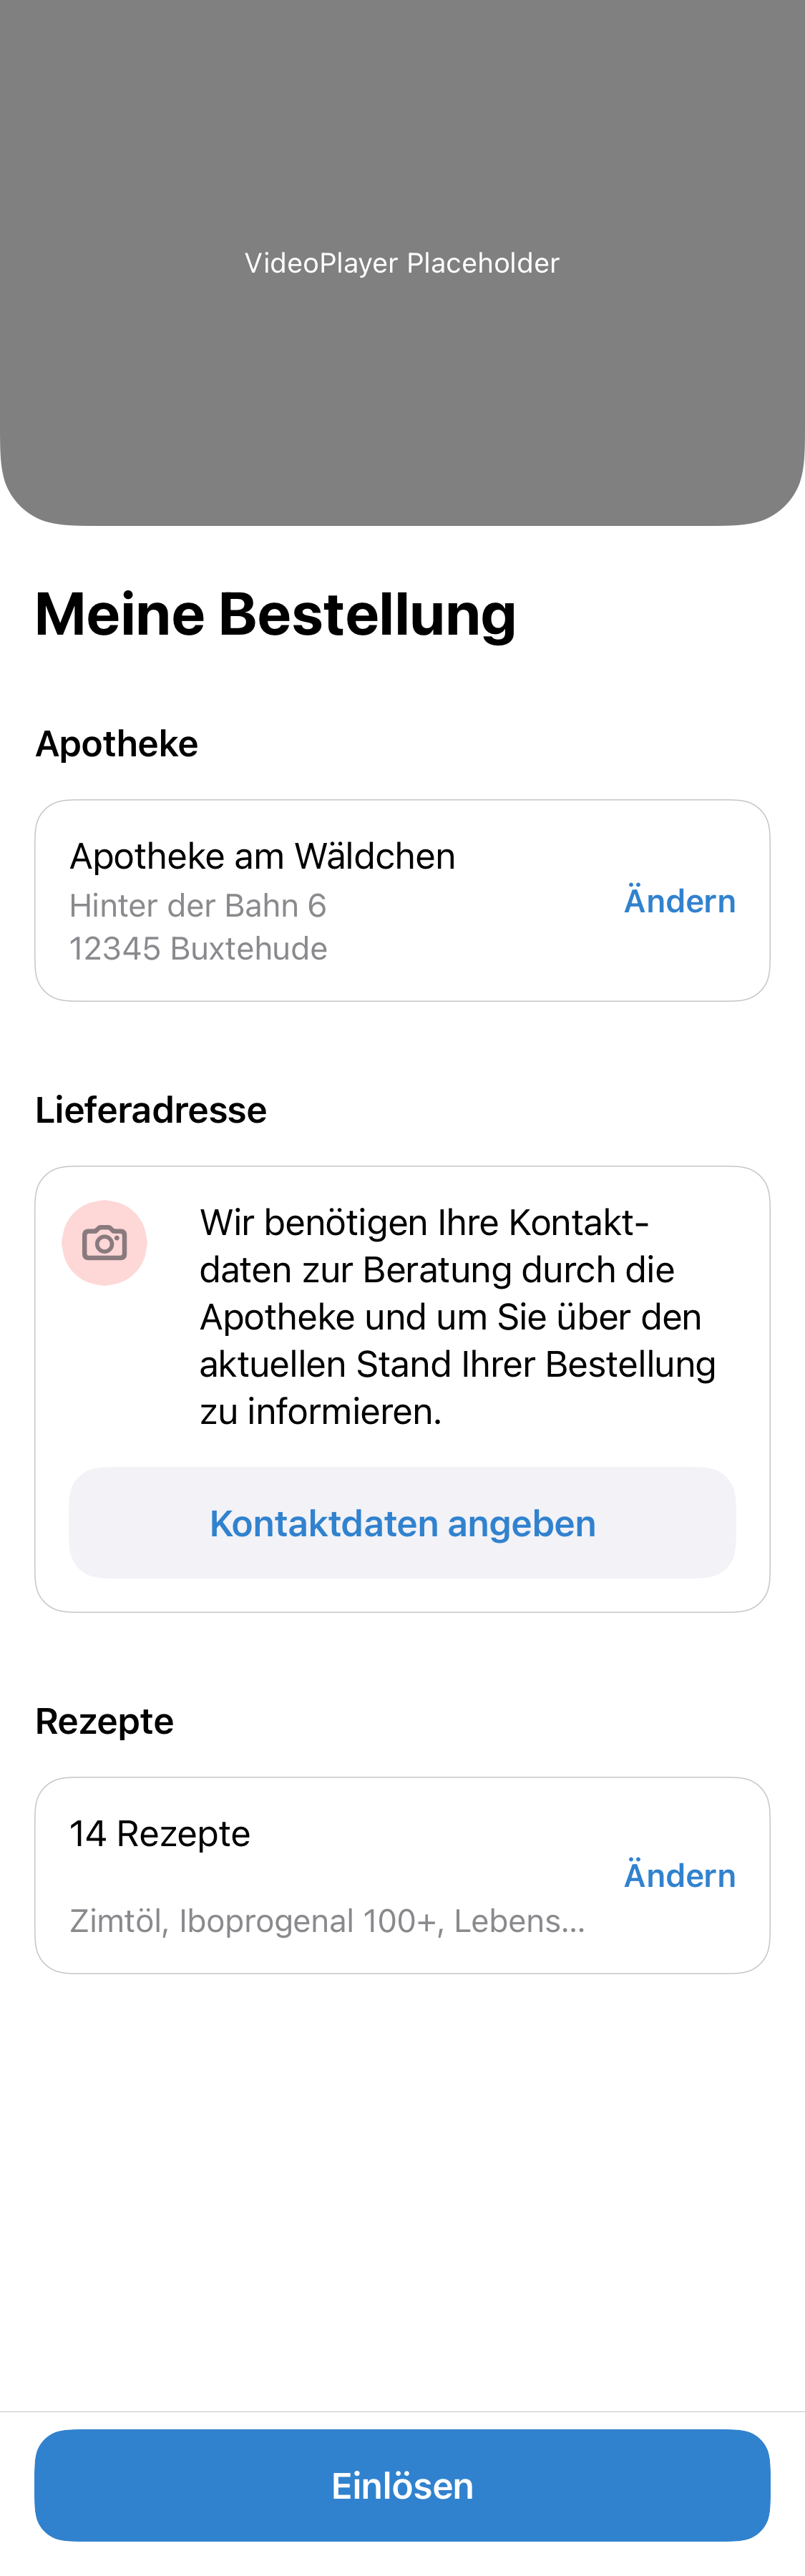 VideoPlayer Placeholder
Meine Bestellung
Apotheke
Apotheke am Wäldchen
Hinter der Bahn 6
12345 Buxtehude
Ändern
Lieferadresse
Wir benötigen Ihre Kontakt-
daten zur Beratung durch die
Apotheke und um Sie über den
aktuellen Stand Ihrer Bestellung
zu informieren.
Kontaktdaten angeben
Rezepte
14 Rezepte
Ändern
Zimtöl, Iboprogenal 100+, Lebens...
Einlösen